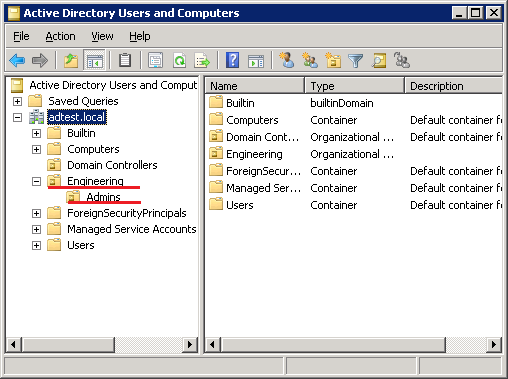 Active Directory Users and Computers
File Action View Help
Active Directory Users and Comput
Saved Queries
adtest.local
Builtin
Computers
Domain Controllers
Engineering
Admins
ForeignSecurityPrincipals
Managed Service Accounts
Users
Name Type Description
Builtin builtinDomain
Computers Container Default container fo
Domain Cont... Organizational ... Default container fo
Engineering Organizational ...
ForeignSecur... Container Default container fo
Managed Ser... Container Default container fo
Users Container Default container fo